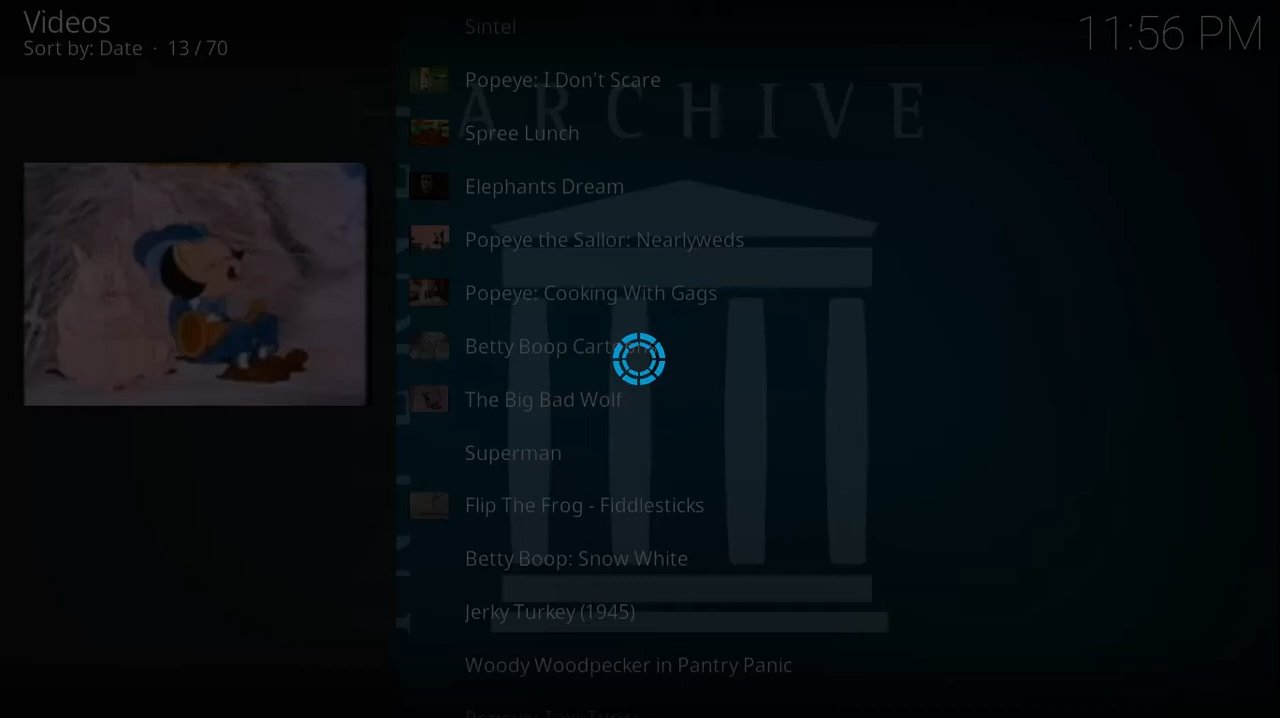 Videos
Sort by: Date · 13 / 70
11:56 PM
ARCHIVE
Sintel
Popeye: I Don't Scare
Spree Lunch
Elephants Dream
Popeye the Sailor: Nearlyweds
Popeye: Cooking With Gags
Betty Boop Cartoon
The Big Bad Wolf
Superman
Flip The Frog - Fiddlesticks
Betty Boop: Snow White
Jerky Turkey (1945)
Woody Woodpecker in Pantry Panic